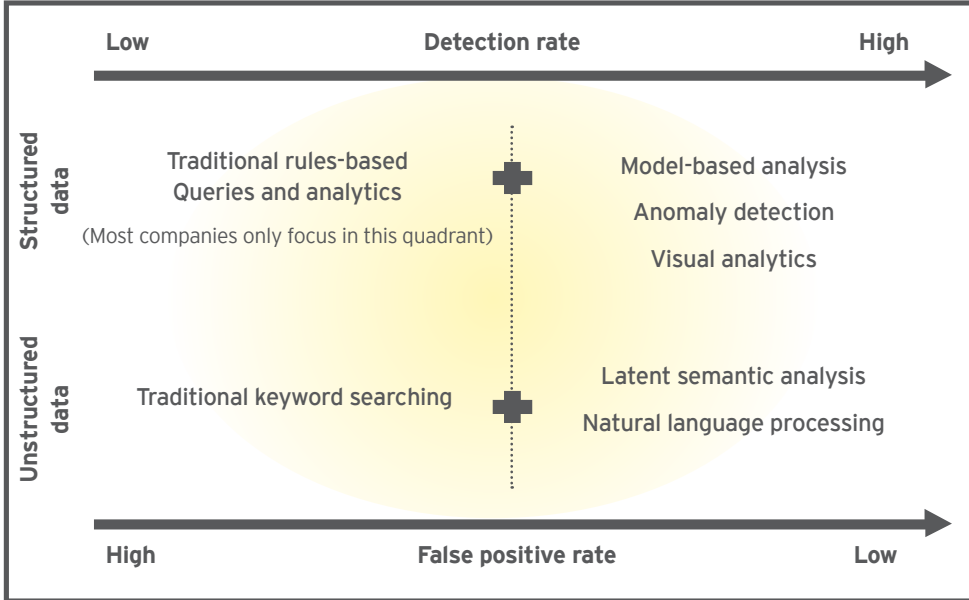 Low Detection rate High
Structured
data
Traditional rules-based
Queries and analytics
(Most companies only focus in this quadrant)
Model-based analysis
Anomaly detection
Visual analytics
Unstructured
data
Traditional keyword searching
Latent semantic analysis
Natural language processing
High False positive rate Low